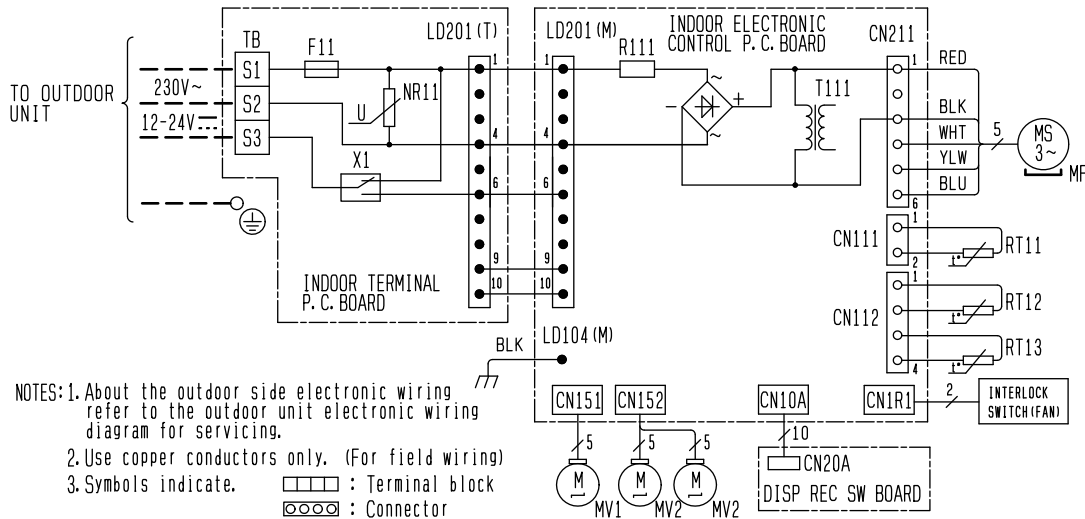 INDOOR ELECTRONIC
CONTROL P.C.BOARD
LD201(T)
LD201(M)
CN211
TB
F11
R111
S1
S2
S3
230V~
12-24V
TO OUTDOOR
UNIT
NR11
U
X1
1
4
6
9
10
1
4
6
9
10
~
~
-
+
T111
1
6
RED
BLK
WHT
YLW
BLU
5
MS
3~
MF
CN111
1
2
t°
RT11
CN112
1
4
t°
RT12
t°
RT13
INDOOR TERMINAL
P.C.BOARD
BLK
LD104(M)
CN151
CN152
CN10A
CN1R1
2
INTERLOCK
SWITCH(FAN)
5
5
5
10
M
MV1
M
MV2
M
MV2
CN20A
DISP REC SW BOARD
NOTES:1.About the outdoor side electronic wiring
refer to the outdoor unit electronic wiring
diagram for servicing.
2.Use copper conductors only. (For field wiring)
3.Symbols indicate.
: Terminal block
: Connector